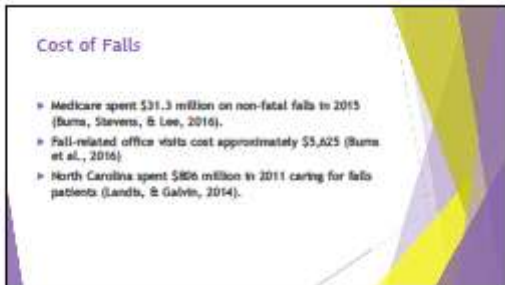 Cost of Falls
Medicare spent $31.3 million on non-fatal falls in 2015
(Burns, Stevens, & Lee, 2016).
Fall-related office visits cost approximately $5,625 (Burns
et al., 2016)
North Carolina spent $806 million in 2011 caring for falls
patients (Landis, & Galvin, 2014).